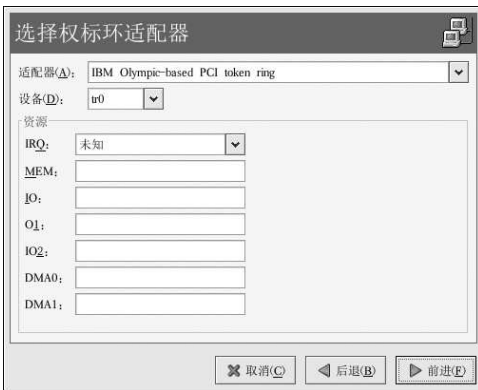 选择权标环适配器
适配器(A): IBM Olympic-based PCI token ring
设备(D): tr0
资源
IRQ: 未知
MEM:
IO:
O1:
IO2:
DMA0:
DMA1:
取消(C) 后退(B) 前进(F)